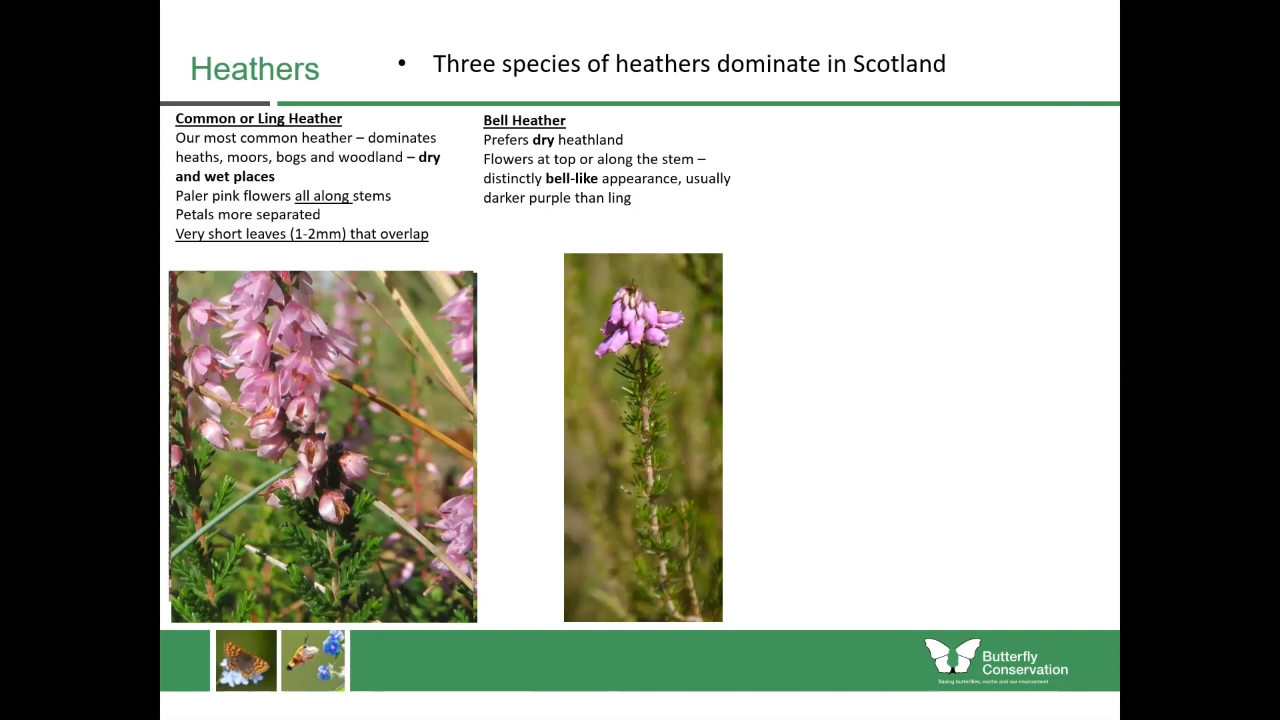 Heathers
• Three species of heathers dominate in Scotland
Common or Ling Heather
Our most common heather – dominates
heaths, moors, bogs and woodland – dry
and wet places
Paler pink flowers all along stems
Petals more separated
Very short leaves (1-2mm) that overlap
Bell Heather
Prefers dry heathland
Flowers at top or along the stem –
distinctly bell-like appearance, usually
darker purple than ling
Butterfly
Conservation
Saving butterflies, moths and our environment